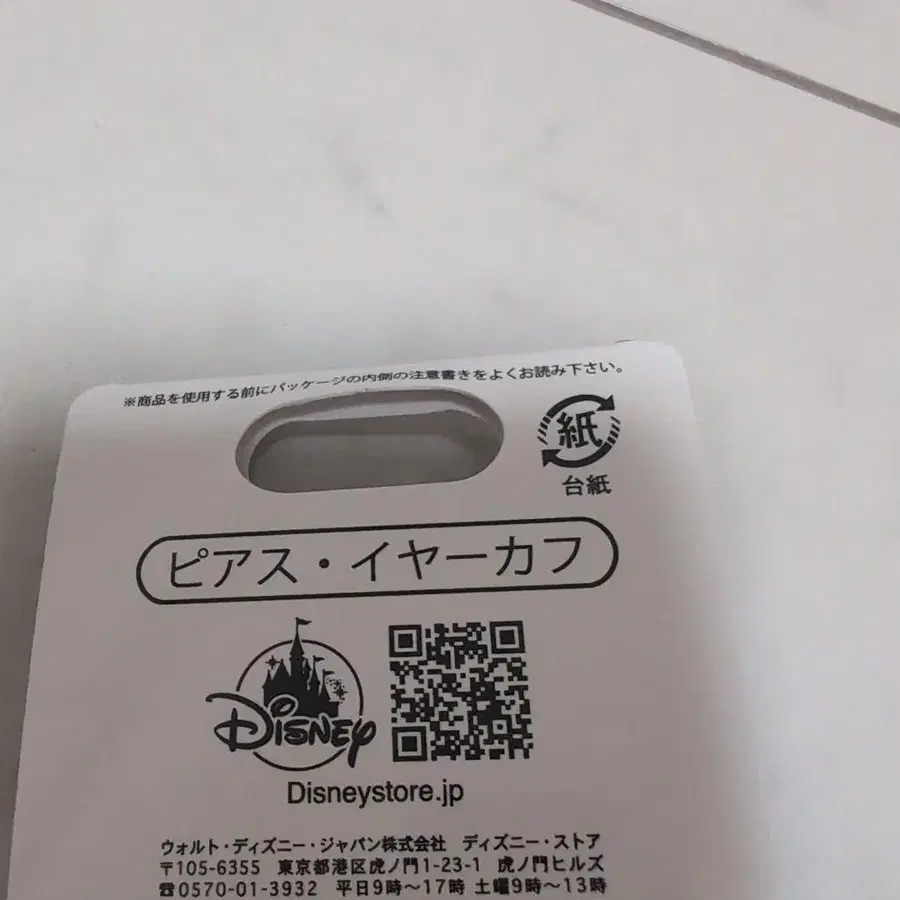 ※商品を使用する前にパッケージの内側の注意書きをよくお読み下さい。
紙
台紙
ピアス・イヤーカフ
Disney
Disneystore.jp
ウォルト・ディズニー・ジャパン株式会社 ディズニー・ストア
〒105-6355 東京都港区虎ノ門1-23-1 虎ノ門ヒルズ
☎0570-01-3932 平日9時〜17時 土曜9時〜13時